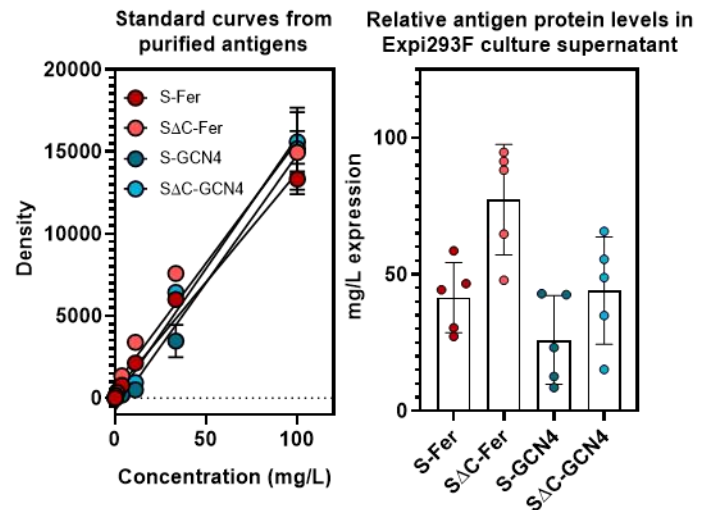 Standard curves from
purified antigens
20000
15000
10000
5000
0
Density
S-Fer
SΔC-Fer
S-GCN4
SΔC-GCN4
0
50
100
Concentration (mg/L)
Relative antigen protein levels in
Expi293F culture supernatant
100
50
0
mg/L expression
S-Fer
SΔC-Fer
S-GCN4
SΔC-GCN4